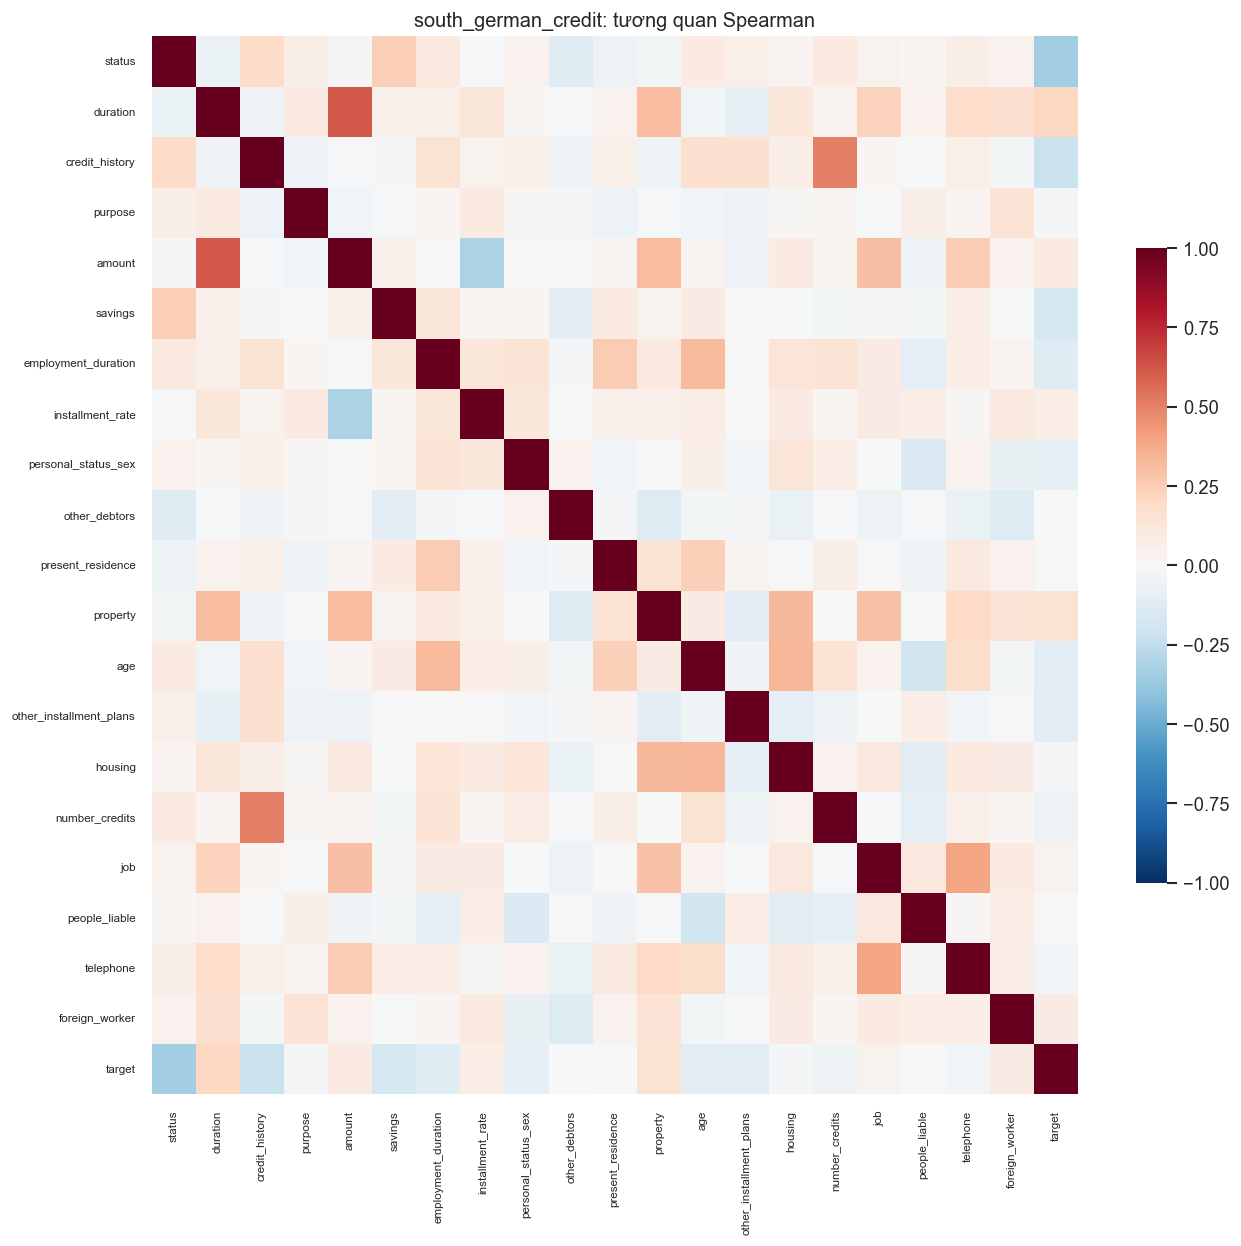 south_german_credit: tương quan Spearman
status
duration
credit_history
purpose
amount
savings
employment_duration
installment_rate
personal_status_sex
other_debtors
present_residence
property
age
other_installment_plans
housing
number_credits
job
people_liable
telephone
foreign_worker
target
status
duration
credit_history
purpose
amount
savings
employment_duration
installment_rate
personal_status_sex
other_debtors
present_residence
property
age
other_installment_plans
housing
number_credits
job
people_liable
telephone
foreign_worker
target
1.00
0.75
0.50
0.25
0.00
−0.25
−0.50
−0.75
−1.00